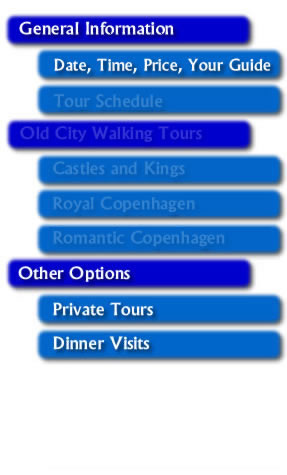 General Information
Date, Time, Price, Your Guide
Tour Schedule
Old City Walking Tours
Castles and Kings
Royal Copenhagen
Romantic Copenhagen
Other Options
Private Tours
Dinner Visits